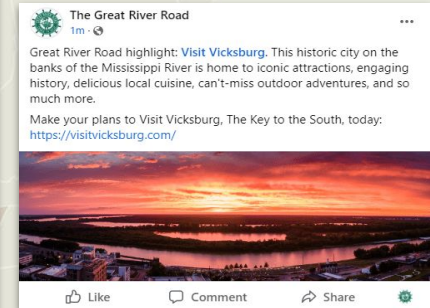 The Great River Road
1m ·
Great River Road highlight: Visit Vicksburg. This historic city on the
banks of the Mississippi River is home to iconic attractions, engaging
history, delicious local cuisine, can't-miss outdoor adventures, and so
much more.
Make your plans to Visit Vicksburg, The Key to the South, today:
https://visitvicksburg.com/
Like Comment Share